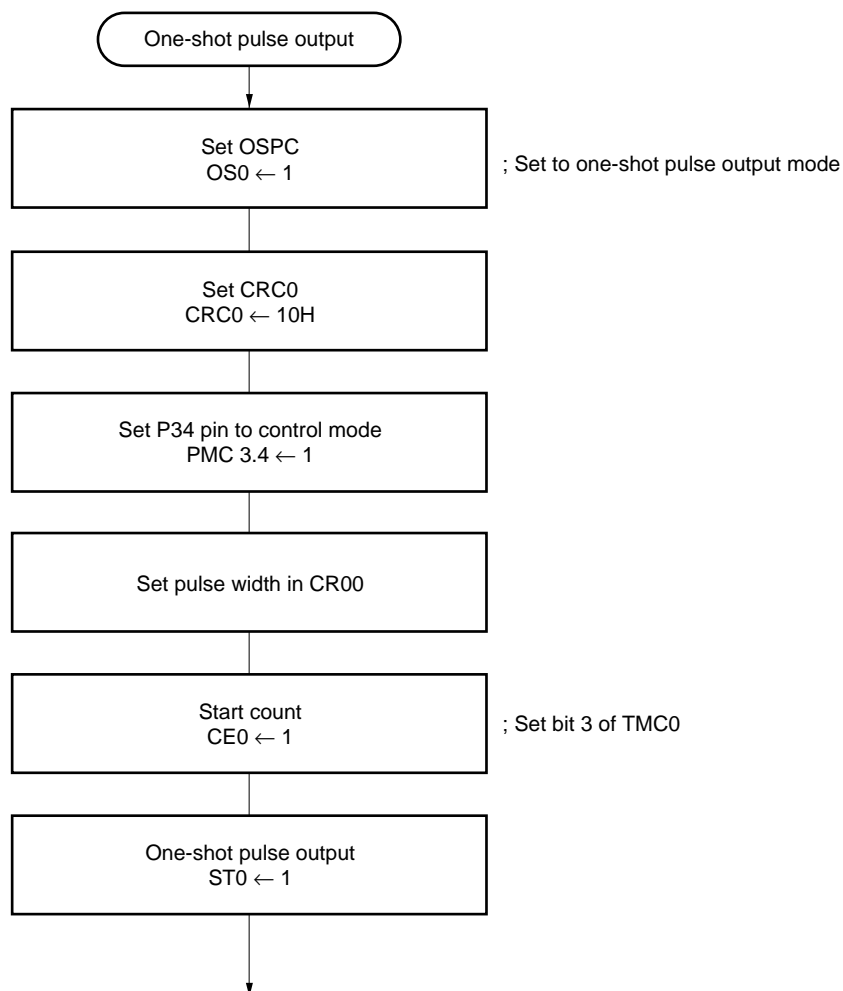 One-shot pulse output
Set OSPC
OS0 ← 1
; Set to one-shot pulse output mode
Set CRC0
CRC0 ← 10H
Set P34 pin to control mode
PMC 3.4 ← 1
Set pulse width in CR00
Start count
CE0 ← 1
; Set bit 3 of TMC0
One-shot pulse output
ST0 ← 1